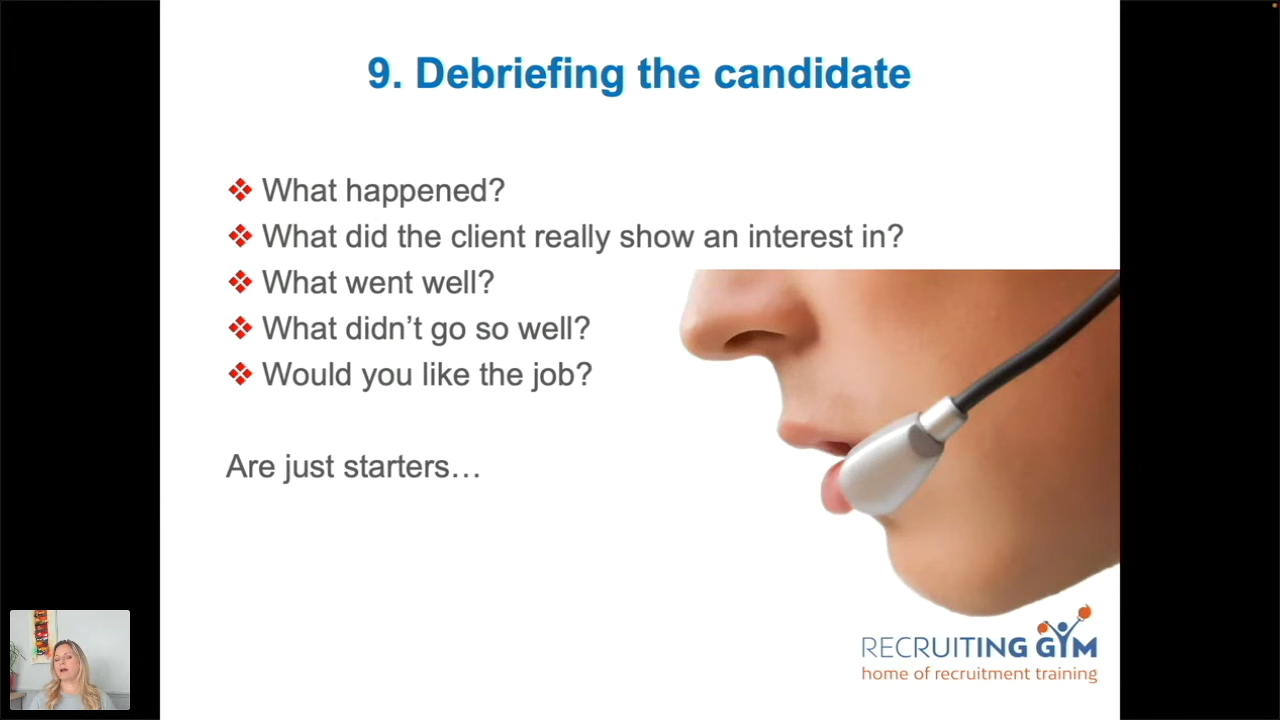 9. Debriefing the candidate
❖ What happened?
❖ What did the client really show an interest in?
❖ What went well?
❖ What didn’t go so well?
❖ Would you like the job?
Are just starters…
RECRUITING GYM
home of recruitment training